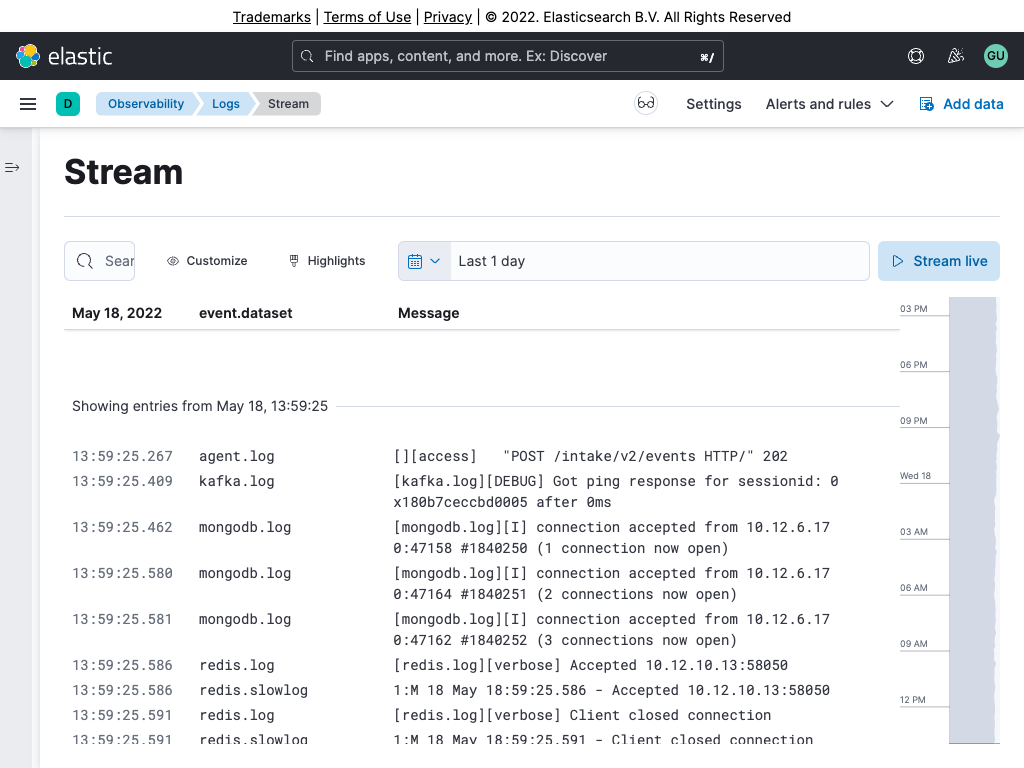 Trademarks | Terms of Use | Privacy | © 2022. Elasticsearch B.V. All Rights Reserved
elastic
Find apps, content, and more. Ex: Discover ⌘/
GU
D Observability Logs Stream Settings Alerts and rules Add data
Stream
Sear Customize Highlights Last 1 day Stream live
May 18, 2022 event.dataset Message
03 PM
06 PM
Showing entries from May 18, 13:59:25
09 PM
13:59:25.267 agent.log [][access] "POST /intake/v2/events HTTP/" 202
Wed 18
13:59:25.409 kafka.log [kafka.log][DEBUG] Got ping response for sessionid: 0
x180b7ceccbd0005 after 0ms
13:59:25.462 mongodb.log [mongodb.log][I] connection accepted from 10.12.6.17
0:47158 #1840250 (1 connection now open)
03 AM
13:59:25.580 mongodb.log [mongodb.log][I] connection accepted from 10.12.6.17
0:47164 #1840251 (2 connections now open)
06 AM
13:59:25.581 mongodb.log [mongodb.log][I] connection accepted from 10.12.6.17
0:47162 #1840252 (3 connections now open)
09 AM
13:59:25.586 redis.log [redis.log][verbose] Accepted 10.12.10.13:58050
13:59:25.586 redis.slowlog 1:M 18 May 18:59:25.586 - Accepted 10.12.10.13:58050
12 PM
13:59:25.591 redis.log [redis.log][verbose] Client closed connection
13:59:25.591 redis.slowlog 1:M 18 May 18:59:25.591 - Client closed connection